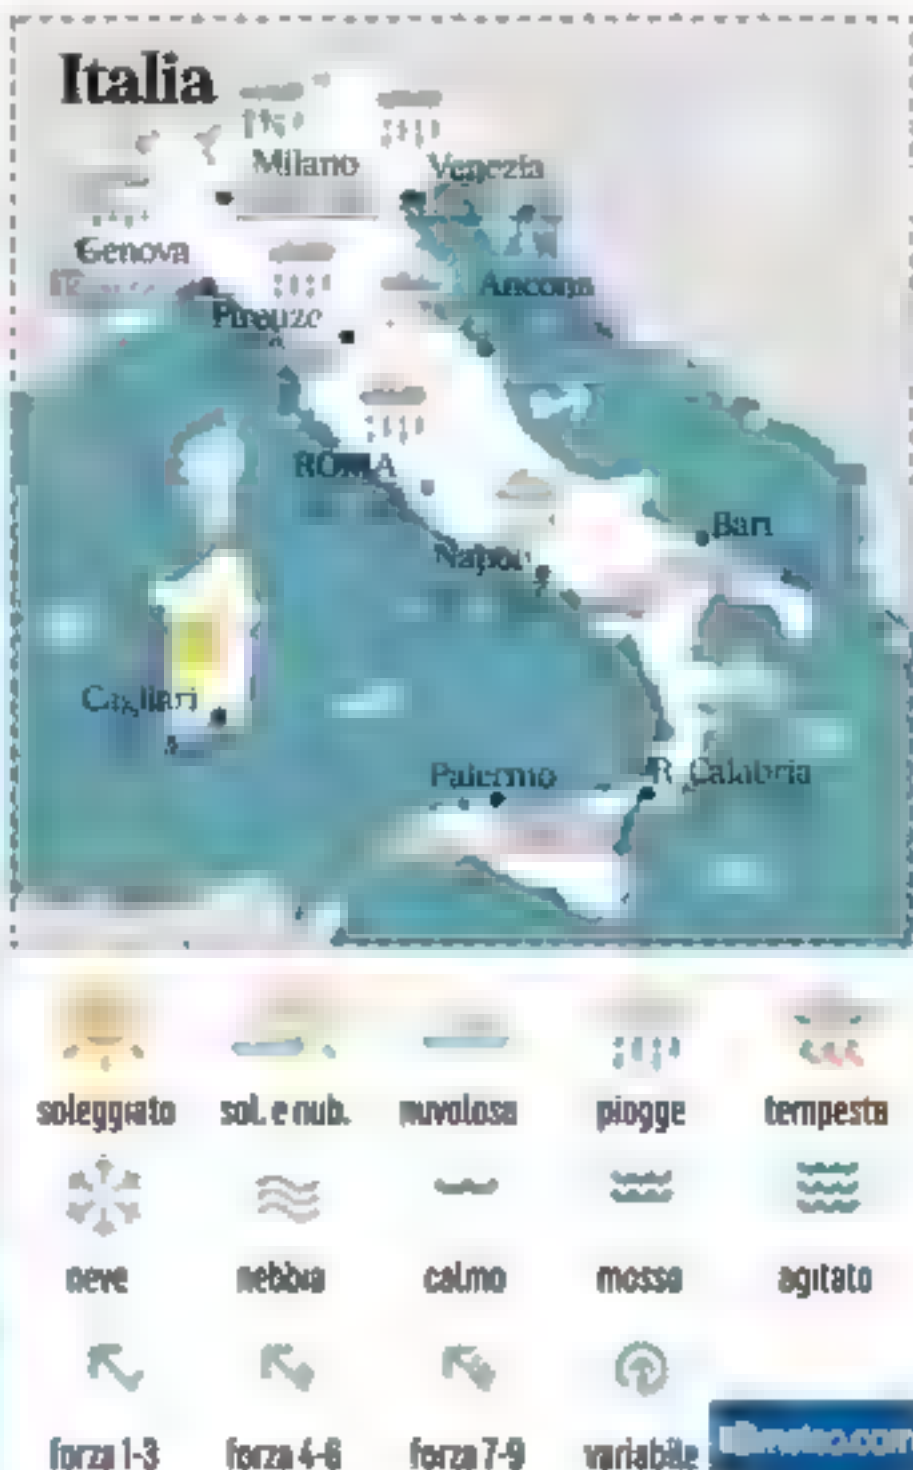 Italia
Milano
Venezia
Genova
Ancona
Firenze
ROMA
Bari
Napoli
Cagliari
Palermo
R. Calabria
soleggiato sol. e nub. nuvoloso piogge tempesta
neve nebbia calmo mosso agitato
forza 1-3 forza 4-6 forza 7-9 variabile